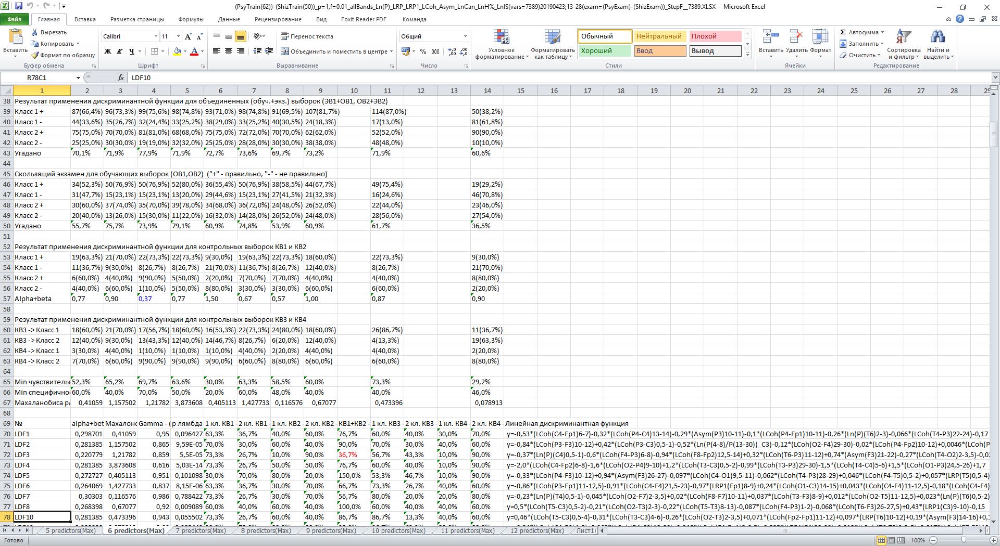 (PsyTrain(62))-(ShizTrain(50))_p=1,f=0.01_allBands_Ln(P)_LRP_LRP1_LCoh_Asym_LnCan_LnH%_LnIS(vars=7389)20190423;13-28(exam=(PsyExam)-(ShizExam))_StepF__7389.XLSX - Microsoft Excel
Файл Главная Вставка Разметка страницы Формулы Данные Рецензирование Вид Foxit Reader PDF Команда
Вставить Вырезать Копировать Формат по образцу Буфер обмена
Calibri 11 Ж К Ч Шрифт
Перенос текста Объединить и поместить в центре Выравнивание
Общий % 000 Число
Условное форматирование Форматировать как таблицу Обычный Нейтральный Плохой Хороший Ввод Вывод Стили
Вставить Удалить Формат Ячейки
Автосумма Заполнить Очистить Сортировка и фильтр Найти и выделить Редактирование
R78C1 fx LDF10
1 2 3 4 5 6 7 8 9 10 11 12 13 14 15 16 17 18 19 20 21 22 23 24 25 26 27 28 29
38 Результат применения дискриминантной функции для объединенных (обуч.+экз.) выборок (ЭВ1+ОВ1, ОВ2+ЭВ2)
39 Класс 1 + 87(66,4%) 96(73,3%) 99(75,6%) 98(74,8%) 93(71,0%) 98(74,8%) 91(69,5%) 107(81,7%) 114(87,0%) 50(38,2%)
40 Класс 1 - 44(33,6%) 35(26,7%) 32(24,4%) 33(25,2%) 38(29,0%) 33(25,2%) 40(30,5%) 24(18,3%) 17(13,0%) 81(61,8%)
41 Класс 2 + 75(75,0%) 70(70,0%) 81(81,0%) 68(68,0%) 75(75,0%) 72(72,0%) 70(70,0%) 62(62,0%) 52(52,0%) 90(90,0%)
42 Класс 2 - 25(25,0%) 30(30,0%) 19(19,0%) 32(32,0%) 25(25,0%) 28(28,0%) 30(30,0%) 38(38,0%) 48(48,0%) 10(10,0%)
43 Угадано 70,1% 71,9% 77,9% 71,9% 72,7% 73,6% 69,7% 73,2% 71,9% 60,6%
44
45 Скользящий экзамен для обучающих выборок (ОВ1,ОВ2) ("+" - правильно, "-" - не правильно)
46 Класс 1 + 34(52,3%) 50(76,9%) 50(76,9%) 52(80,0%) 36(55,4%) 50(76,9%) 38(58,5%) 44(67,7%) 49(75,4%) 19(29,2%)
47 Класс 1 - 31(47,7%) 15(23,1%) 15(23,1%) 13(20,0%) 29(44,6%) 15(23,1%) 27(41,5%) 21(32,3%) 16(24,6%) 46(70,8%)
48 Класс 2 + 30(60,0%) 37(74,0%) 35(70,0%) 39(78,0%) 34(68,0%) 36(72,0%) 24(48,0%) 26(52,0%) 22(44,0%) 23(46,0%)
49 Класс 2 - 20(40,0%) 13(26,0%) 15(30,0%) 11(22,0%) 16(32,0%) 14(28,0%) 26(52,0%) 24(48,0%) 28(56,0%) 27(54,0%)
50 Угадано 55,7% 75,7% 73,9% 79,1% 60,9% 74,8% 53,9% 60,9% 61,7% 36,5%
51
52 Результат применения дискриминантной функции для контрольных выборок КВ1 и КВ2
53 Класс 1 + 19(63,3%) 21(70,0%) 22(73,3%) 22(73,3%) 9(30,0%) 19(63,3%) 22(73,3%) 18(60,0%) 22(73,3%) 9(30,0%)
54 Класс 1 - 11(36,7%) 9(30,0%) 8(26,7%) 8(26,7%) 21(70,0%) 11(36,7%) 8(26,7%) 12(40,0%) 8(26,7%) 21(70,0%)
55 Класс 2 + 6(60,0%) 4(40,0%) 9(90,0%) 5(50,0%) 2(20,0%) 7(70,0%) 7(70,0%) 4(40,0%) 4(40,0%) 8(80,0%)
56 Класс 2 - 4(40,0%) 6(60,0%) 1(10,0%) 5(50,0%) 8(80,0%) 3(30,0%) 3(30,0%) 6(60,0%) 6(60,0%) 2(20,0%)
57 Alpha+beta 0,77 0,90 0,37 0,77 1,50 0,67 0,57 1,00 0,87 0,90
58
59 Результат применения дискриминантной функции для контрольных выборок КВ3 и КВ4
60 КВ3 -> Класс 1 18(60,0%) 21(70,0%) 17(56,7%) 18(60,0%) 16(53,3%) 22(73,3%) 24(80,0%) 18(60,0%) 26(86,7%) 11(36,7%)
61 КВ3 -> Класс 2 12(40,0%) 9(30,0%) 13(43,3%) 12(40,0%) 14(46,7%) 8(26,7%) 6(20,0%) 12(40,0%) 4(13,3%) 19(63,3%)
62 КВ4 -> Класс 1 3(30,0%) 4(40,0%) 1(10,0%) 1(10,0%) 1(10,0%) 4(40,0%) 2(20,0%) 4(40,0%) 4(40,0%) 2(20,0%)
63 КВ4 -> Класс 2 7(70,0%) 6(60,0%) 9(90,0%) 9(90,0%) 9(90,0%) 6(60,0%) 8(80,0%) 6(60,0%) 6(60,0%) 8(80,0%)
64
65 Min чувствитель 52,3% 65,2% 69,7% 63,6% 30,0% 63,3% 58,5% 60,0% 73,3% 29,2%
66 Min специфично 60,0% 40,0% 70,0% 50,0% 20,0% 60,0% 48,0% 40,0% 40,0% 46,0%
67 Махаланобиса ра 0,41059 1,157502 1,21782 3,873608 0,405113 1,427733 0,116576 0,67077 0,473396 0,078913
68
69 № alpha+bet Махалоно Gamma - ( p лямбда 1 кл. КВ1 - 2 кл. КВ1 - 1 кл. КВ2 - 2 кл. КВ2 - КВ1+КВ2 - 1 кл. КВ3 - 2 кл. КВ3 - 1 кл. КВ4 - 2 кл. КВ4 - Линейная дискриминантная функция
70 LDF1 0,298701 0,41059 0,95 0,096427 63,3% 36,7% 40,0% 60,0% 76,7% 60,0% 40,0% 30,0% 70,0% y=-0,53*(LCoh(C4-Fp1)6-7)-0,32*(LCoh(P4-C4)13-14)-0,29*(Asym(P3)10-11)-0,1*(LCoh(P4-Fp1)10-11)-0,26*(Ln(P)(T6)2-3)-0,066*(LCoh(T4-P3)22-24)-0,17
71 LDF2 0,281385 1,157502 0,865 9,59E-05 70,0% 30,0% 60,0% 40,0% 90,0% 70,0% 30,0% 40,0% 60,0% y=-0,84*(LCoh(P3-F3)10-12)+0,42*(LCoh(P3-C3)0,5-1)-0,52*(Ln(P(4-8)/P(13-30))_C3)-0,12*(LCoh(O2-F4)29-30)-0,02*(LCoh(P4-Fp2)10-12)+0,0046*(LCoh(P
72 LDF3 0,220779 1,21782 0,859 5,5E-05 73,3% 26,7% 10,0% 90,0% 36,7% 56,7% 43,3% 10,0% 90,0% y=-0,37*(Ln(P)(C4)0,5-1)-0,6*(LCoh(F4-P3)6-8)-0,94*(LCoh(F8-Fp2)12,5-14)+0,32*(LCoh(T6-P3)11-12)+0,74*(Asym(F3)21-22)-0,27*(LCoh(T4-O2)2-3,5)-0,02
73 LDF4 0,281385 3,873608 0,616 5,03E-14 73,3% 26,7% 50,0% 50,0% 76,7% 60,0% 40,0% 10,0% 90,0% y=-2,0*(LCoh(C4-Fp2)6-8)-1,6*(LCoh(O2-P4)9-10)+1,2*(LCoh(T3-C3)0,5-2)-0,99*(LCoh(T3-P3)29-30)-1,5*(LCoh(T4-C4)5-6)+1,5*(LCoh(O1-P3)24,5-26)+1,7
74 LDF5 0,272727 0,405113 0,951 0,101098 30,0% 70,0% 80,0% 20,0% 150,0% 53,3% 46,7% 10,0% 90,0% y=-0,33*(LCoh(P4-F3)10-12)+0,94*(Asym(F3)26-27)-0,097*(LCoh(C4-O1)9,5-11)-0,062*(LCoh(T4-P3)28-29)+0,046*(LCoh(F4-T5)0,5-2)+0,057*(LRP(T5)0,5-4)
75 LDF6 0,264069 1,427733 0,837 8,15E-06 63,3% 36,7% 30,0% 70,0% 66,7% 73,3% 26,7% 40,0% 60,0% y=-0,86*(LCoh(P3-Fp1)11-12,5)-0,91*(LCoh(C4-F4)21,5-23)-0,97*(LRP1(Fp1)8-9)+0,24*(LCoh(O1-C3)14-15)+0,043*(LCoh(C4-F4)11-12,5)-0,18*(LCoh(C4-F4)
76 LDF7 0,30303 0,116576 0,986 0,788422 73,3% 26,7% 30,0% 70,0% 56,7% 80,0% 20,0% 20,0% 80,0% y=-0,23*(Ln(P)(T4)0,5-1)-0,045*(LCoh(O2-F7)2-3,5)+0,02*(LCoh(F8-F7)10-11)+0,037*(LCoh(T3-F3)8-9)+0,012*(LCoh(O2-T5)11-12,5)+0,023*(Ln(P)(T6)0,5-2)
77 LDF8 0,268398 0,67077 0,92 0,009089 60,0% 40,0% 60,0% 40,0% 100,0% 60,0% 40,0% 40,0% 60,0% y=0,5*(LCoh(T5-C3)0,5-2)-0,21*(LCoh(O2-T3)2-3)-0,22*(LCoh(T5-T3)8-13)-0,087*(LCoh(F4-P3)1-2)-0,068*(LCoh(T6-F3)26-27,5)+0,43*(LRP1(C3)9-10)-0,15
78 LDF10 0,281385 0,473396 0,943 0,055502 73,3% 26,7% 60,0% 40,0% 86,7% 86,7% 13,3% 40,0% 60,0% y=0,46*(LCoh(T5-C3)0,5-4)-0,31*(LCoh(T3-C3)4-6)-0,26*(LCoh(O2-T3)2-3,5)+0,071*(LCoh(Fp2-Fp1)11-12)+0,097*(LRP(T6)10-12)+0,19*(Asym(F3)14-16)+0,
5 predictors(Max) 6 predictors(Max) 7 predictors(Max) 8 predictors(Max) 9 predictors(Max) 10 predictors(Max) 11 predictors(Max) 12 predictors(Max) Лист1
Готово 100%